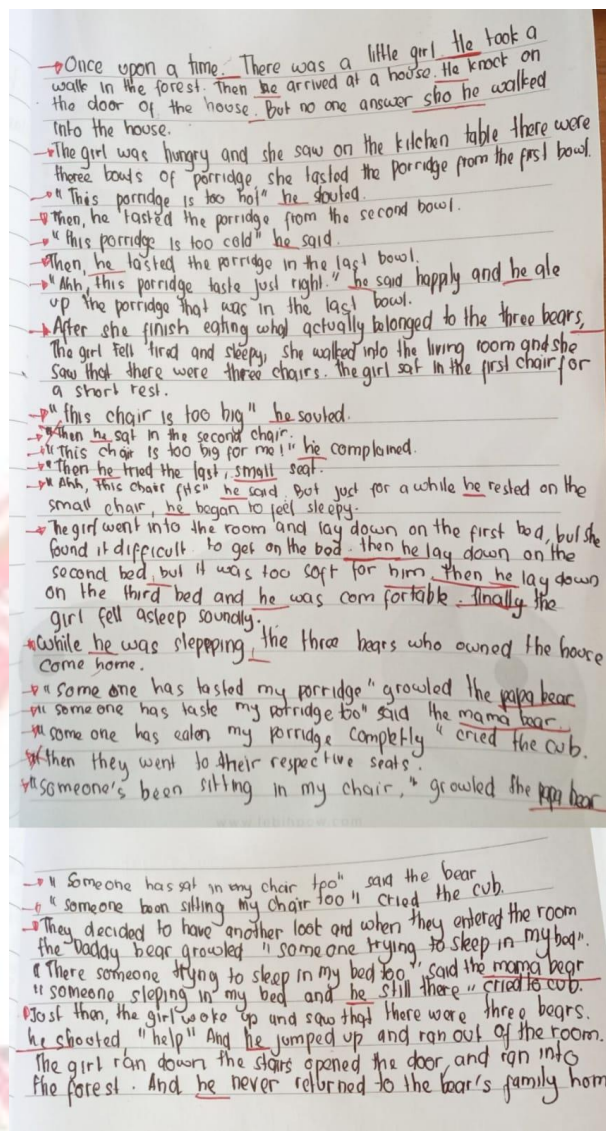 Once upon a time. There was a little girl. He took a
walk in the forest. Then he arrived at a house. He knock on
the door of the house. But no one answer sho he walked
into the house.
The girl was hungry and she saw on the kitchen table there were
theree bowls of porridge she tasted the porridge from the first bowl.
"This porridge is too hot" he shouted.
Then, he tasted the porridge from the second bowl.
"this porridge is too cold" he said.
Then, he tasted the porridge in the last bowl.
"Ahh, this porridge taste just right." he said happly and he ate
up the porridge that was in the last bowl.
After she finish eating what actually belonged to the three bears,
The girl fell tired and sleepy, she walked into the living room and she
saw that there were three chairs. the girl sat in the first chair for
a short rest.
"this chair is too big" he souted.
Then he sat in the second chair.
"This chair is too big for me!" he complained.
Then he tried the last, small seat.
"Ahh, this chair fits" he said. But just for a while he rested on the
small chair, he began to feel sleepy.
The girl went into the room and lay down on the first bed, but she
found it difficult to get on the bed. then he lay down on the
second bed, but it was too soft for him. Then he lay down
on the third bed and he was com fortable. finally the
girl fell asleep soundly.
While he was slepping, the three bears who owned the house
come home.
"some one has tasted my porridge" growled the papa bear
"someone has taste my porridge too" said the mama bear.
"some one has eaten my porridge completly" cried the cub.
then they went to their respective seats.
"someone's been sitting in my chair," growled the papa bear
www.lebihpow.com
"Someone has sat in my chair too" said the bear
"someone been sitting my chair too" cried the cub.
They decided to have another look and when they entered the room
the Daddy bear growled "someone trying to sleep in my bed".
"There someone tryng to sleep in my bed too" said the mama bear
"someone sleping in my bed and he still there" cried to cub.
Just then, the girl woke up and saw that there were three bears.
he shooted "help" And he jumped up and ran out of the room.
The girl ran down the stairs opened the door, and ran into
the forest. And he never returned to the bear's family hom